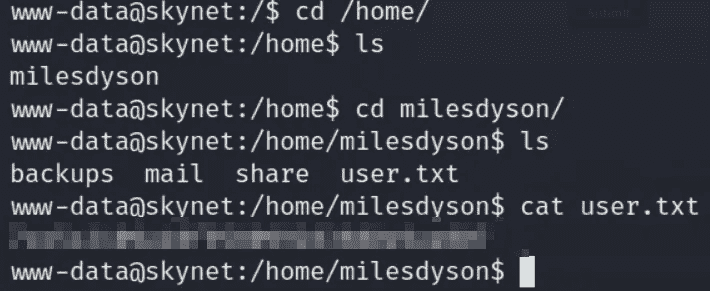 www-data@skynet:/$ cd /home/
www-data@skynet:/home$ ls
milesdyson
www-data@skynet:/home$ cd milesdyson/
www-data@skynet:/home/milesdyson$ ls
backups  mail  share  user.txt
www-data@skynet:/home/milesdyson$ cat user.txt
www-data@skynet:/home/milesdyson$